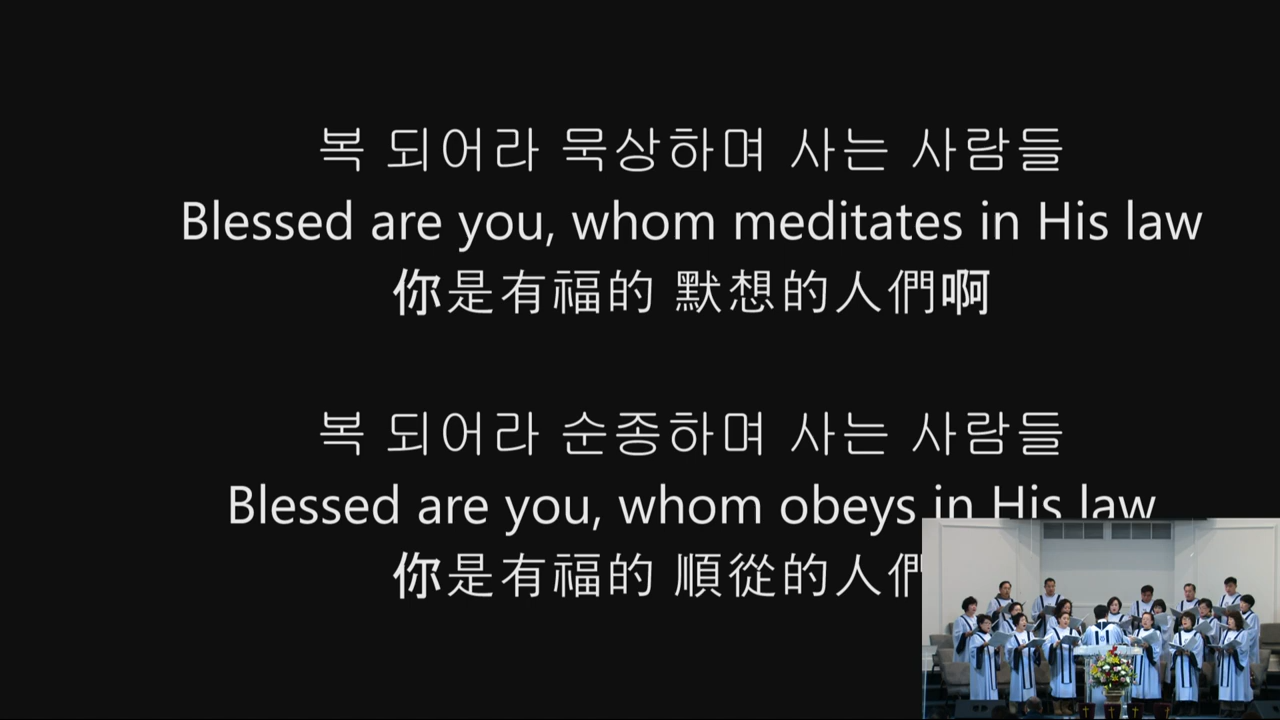 복 되어라 묵상하며 사는 사람들
Blessed are you, whom meditates in His law
你是有福的 默想的人們啊
복 되어라 순종하며 사는 사람들
Blessed are you, whom obeys in His law
你是有福的 順從的人們